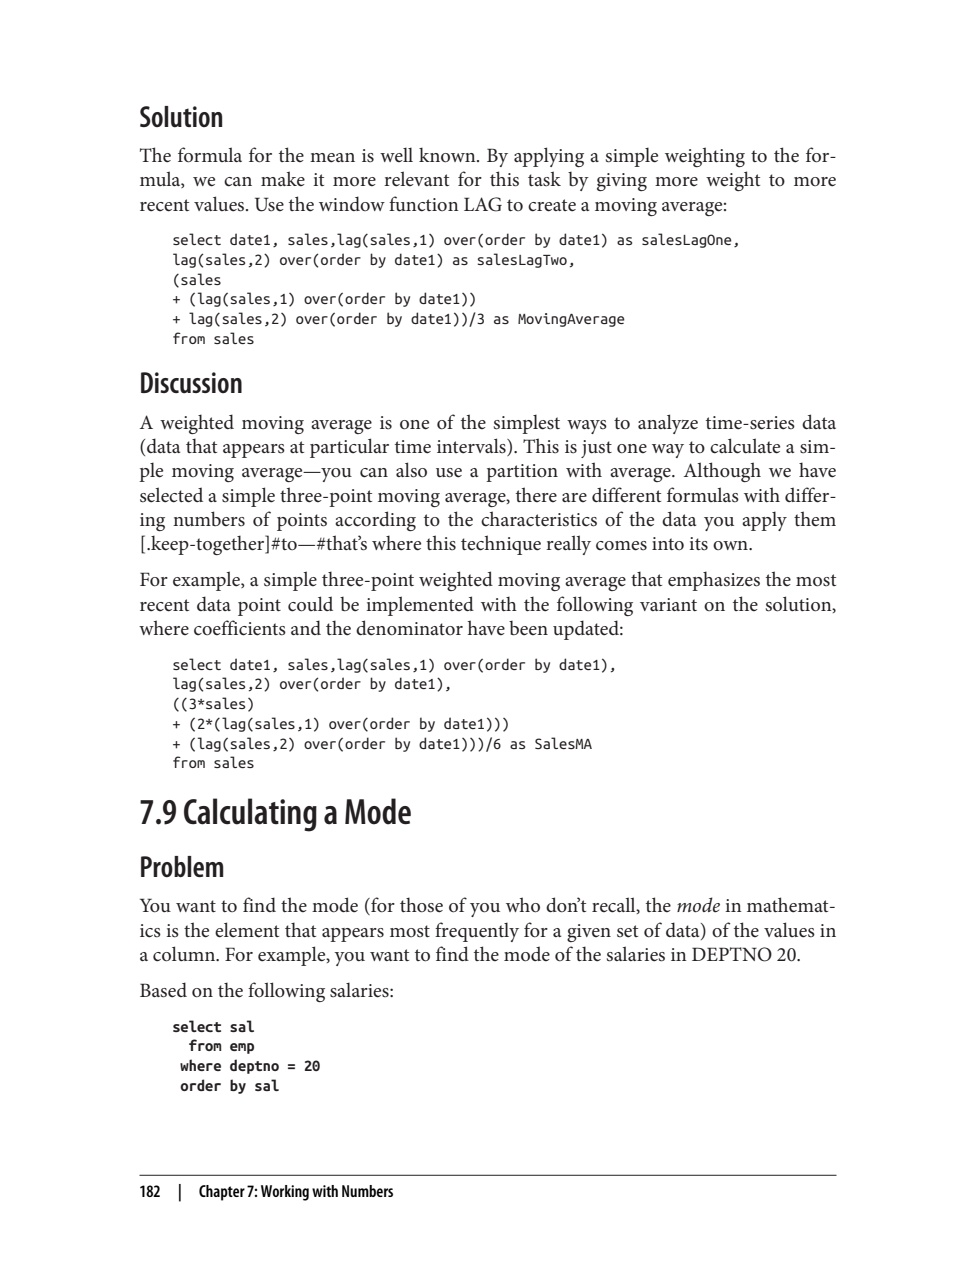 Solution
The formula for the mean is well known. By applying a simple weighting to the for-
mula, we can make it more relevant for this task by giving more weight to more
recent values. Use the window function LAG to create a moving average:
select date1, sales,lag(sales,1) over(order by date1) as salesLagOne,
lag(sales,2) over(order by date1) as salesLagTwo,
(sales
+ (lag(sales,1) over(order by date1))
+ lag(sales,2) over(order by date1))/3 as MovingAverage
from sales
Discussion
A weighted moving average is one of the simplest ways to analyze time-series data
(data that appears at particular time intervals). This is just one way to calculate a sim-
ple moving average—you can also use a partition with average. Although we have
selected a simple three-point moving average, there are different formulas with differ-
ing numbers of points according to the characteristics of the data you apply them
[.keep-together]#to—#that’s where this technique really comes into its own.
For example, a simple three-point weighted moving average that emphasizes the most
recent data point could be implemented with the following variant on the solution,
where coefficients and the denominator have been updated:
select date1, sales,lag(sales,1) over(order by date1),
lag(sales,2) over(order by date1),
((3*sales)
+ (2*(lag(sales,1) over(order by date1)))
+ (lag(sales,2) over(order by date1)))/6 as SalesMA
from sales
7.9 Calculating a Mode
Problem
You want to find the mode (for those of you who don’t recall, the mode in mathemat-
ics is the element that appears most frequently for a given set of data) of the values in
a column. For example, you want to find the mode of the salaries in DEPTNO 20.
Based on the following salaries:
select sal
from emp
where deptno = 20
order by sal
182 | Chapter 7: Working with Numbers